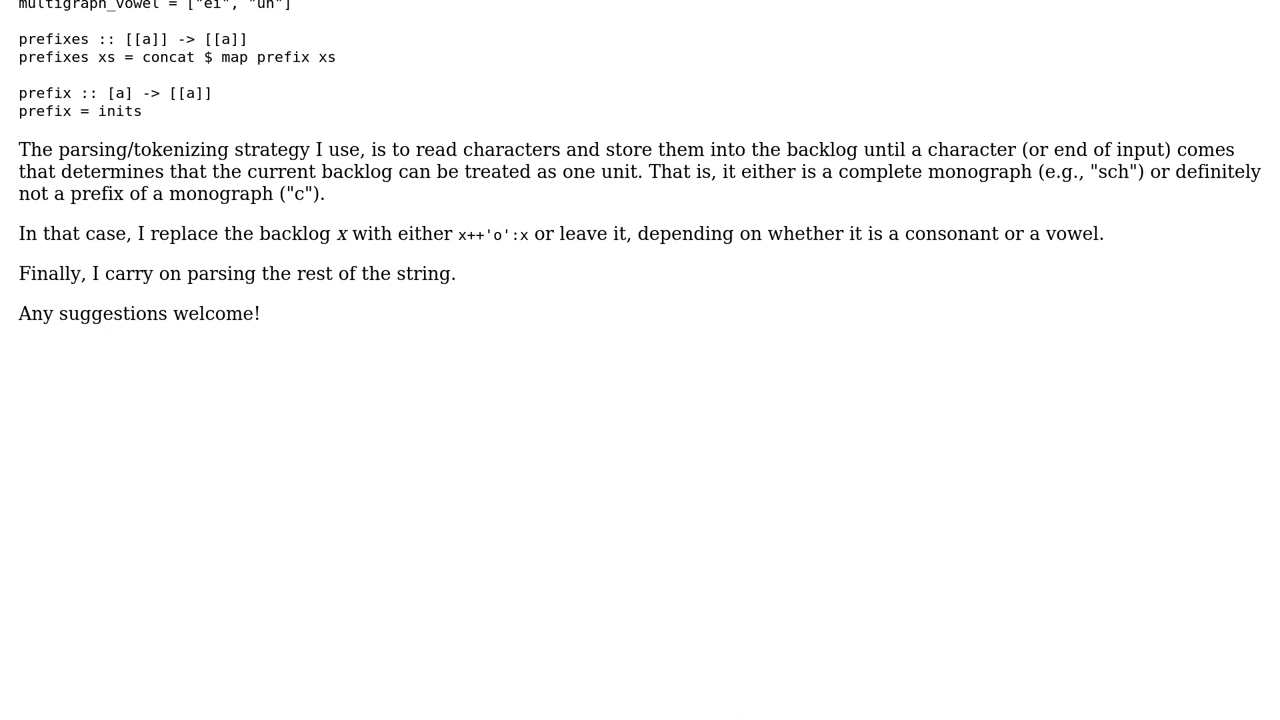 multigraph_vowel = ["ei", "uh"]
prefixes :: [[a]] -> [[a]]
prefixes xs = concat $ map prefix xs
prefix :: [a] -> [[a]]
prefix = inits
The parsing/tokenizing strategy I use, is to read characters and store them into the backlog until a character (or end of input) comes
that determines that the current backlog can be treated as one unit. That is, it either is a complete monograph (e.g., "sch") or definitely
not a prefix of a monograph ("c").
In that case, I replace the backlog x with either x++'o':x or leave it, depending on whether it is a consonant or a vowel.
Finally, I carry on parsing the rest of the string.
Any suggestions welcome!